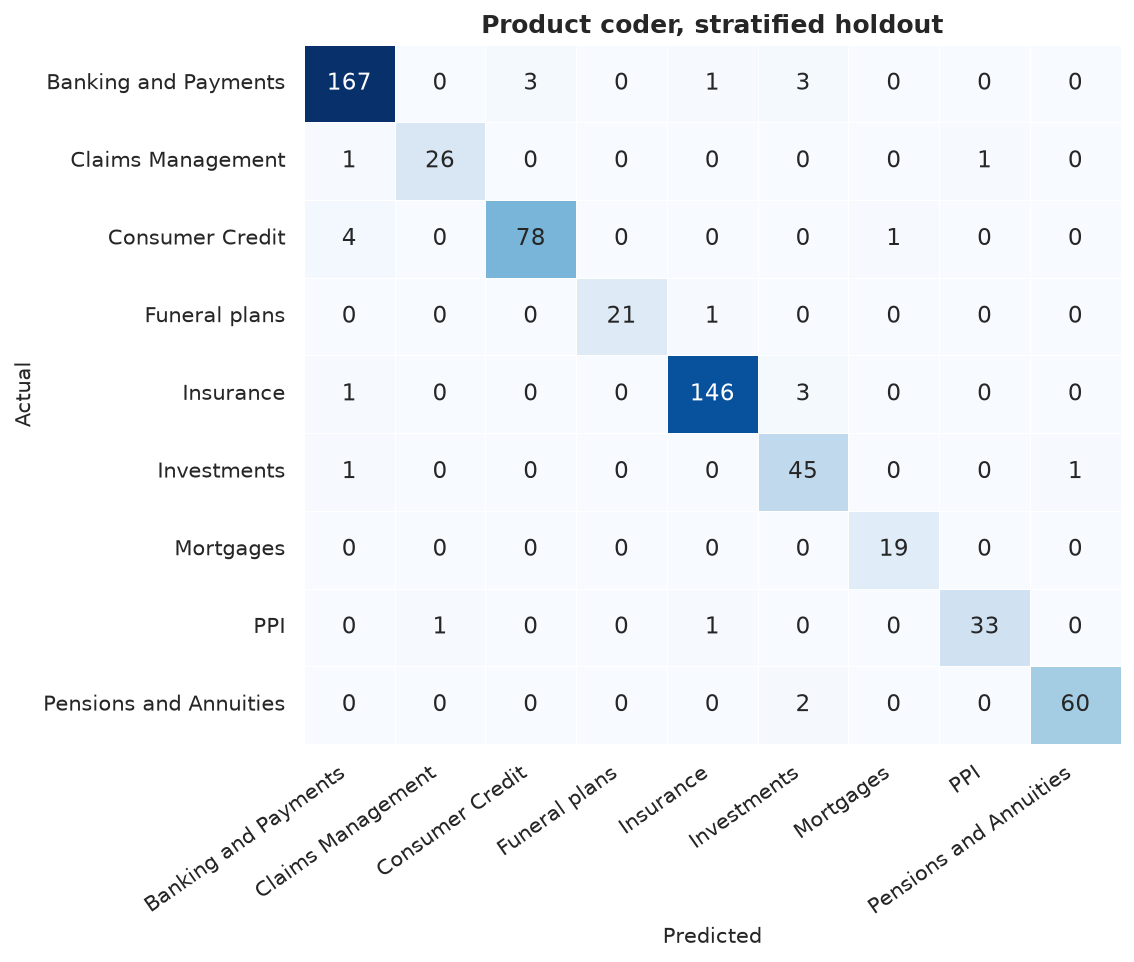 Product coder, stratified holdout
Banking and Payments 167 0 3 0 1 3 0 0 0
Claims Management 1 26 0 0 0 0 0 1 0
Consumer Credit 4 0 78 0 0 0 1 0 0
Funeral plans 0 0 0 21 1 0 0 0 0
Actual
Insurance 1 0 0 0 146 3 0 0 0
Investments 1 0 0 0 0 45 0 0 1
Mortgages 0 0 0 0 0 0 19 0 0
PPI 0 1 0 0 1 0 0 33 0
Pensions and Annuities 0 0 0 0 0 2 0 0 60
Banking and Payments
Claims Management
Consumer Credit
Funeral plans
Insurance
Investments
Mortgages
PPI
Pensions and Annuities
Predicted